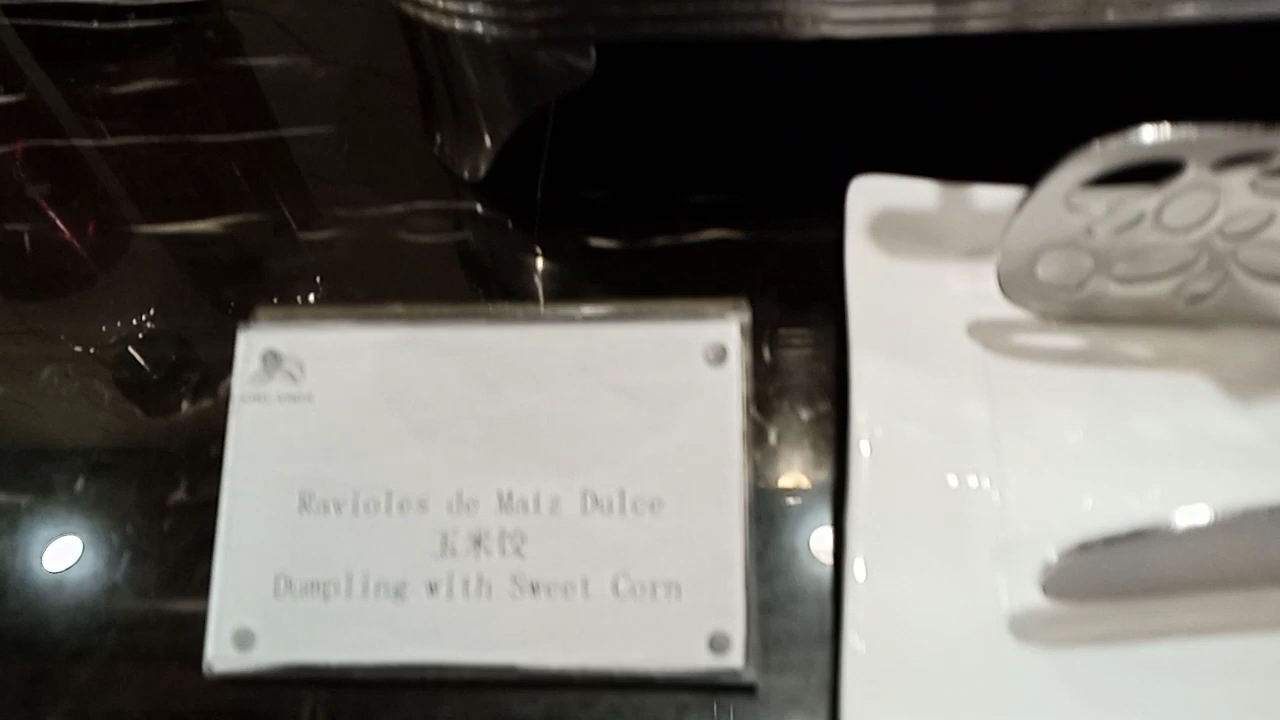 Ravioles de Maiz Dulce
玉米饺
Dumpling with Sweet Corn